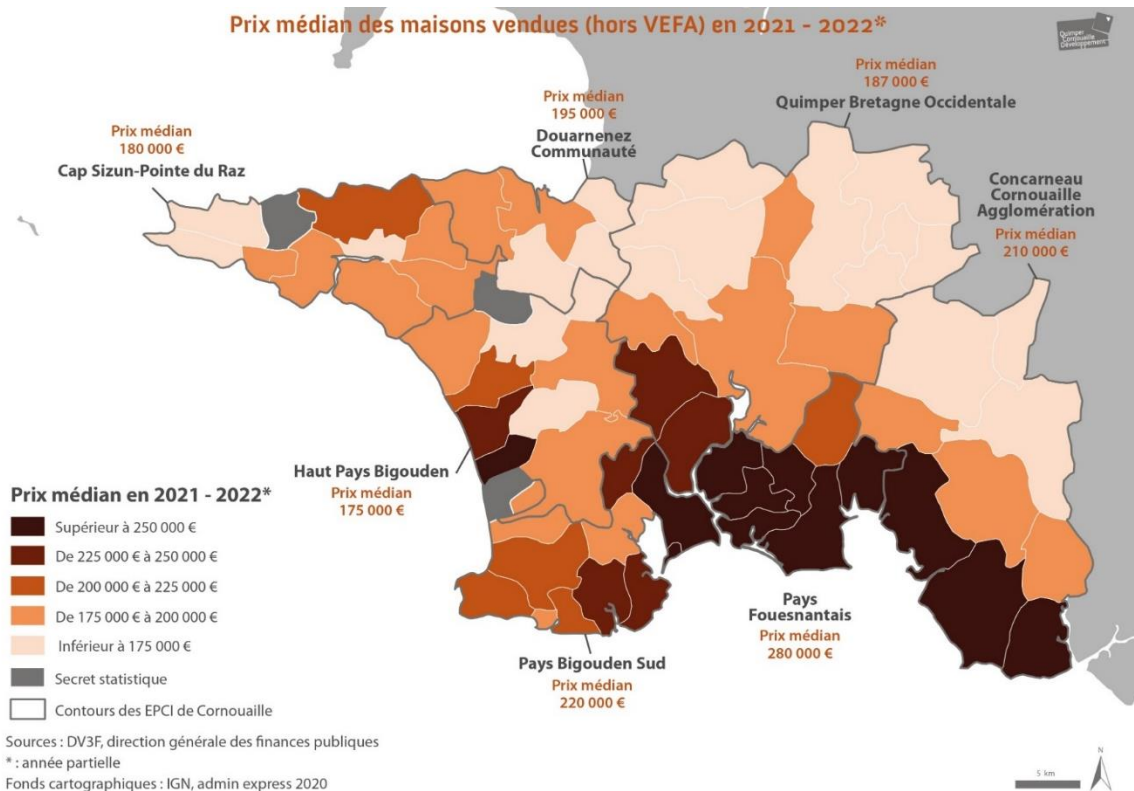 Prix médian des maisons vendues (hors VEFA) en 2021 - 2022*
Quimper
Cornouaille
Développement
Prix médian
187 000 €
Quimper Bretagne Occidentale
Prix médian
195 000 €
Douarnenez
Communauté
Prix médian
180 000 €
Cap Sizun-Pointe du Raz
Concarneau
Cornouaille
Agglomération
Prix médian
210 000 €
Haut Pays Bigouden
Prix médian
175 000 €
Pays
Fouesnantais
Prix médian
280 000 €
Pays Bigouden Sud
Prix médian
220 000 €
Prix médian en 2021 - 2022*
Supérieur à 250 000 €
De 225 000 € à 250 000 €
De 200 000 € à 225 000 €
De 175 000 € à 200 000 €
Inférieur à 175 000 €
Secret statistique
Contours des EPCI de Cornouaille
Sources : DV3F, direction générale des finances publiques
* : année partielle
Fonds cartographiques : IGN, admin express 2020
5 km
N